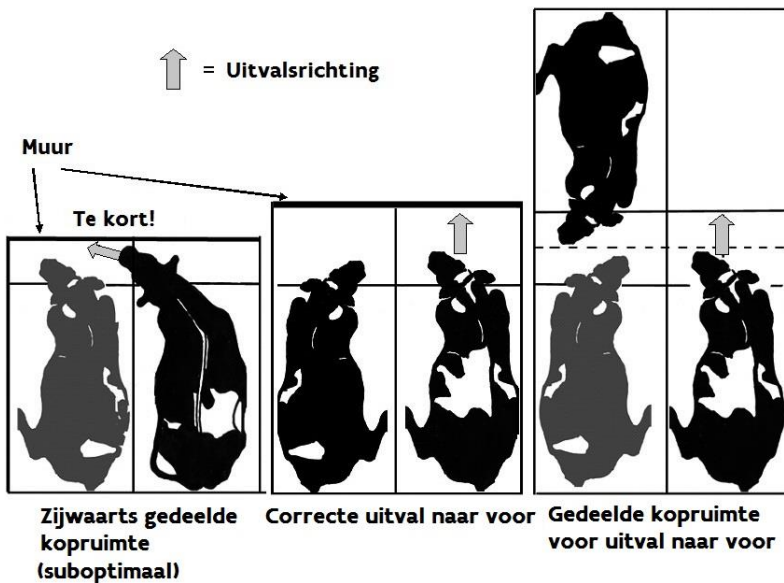 = Uitvalsrichting
Muur
Te kort!
Zijwaarts gedeelde
kopruimte
(suboptimaal)
Correcte uitval naar voor
Gedeelde kopruimte
voor uitval naar voor